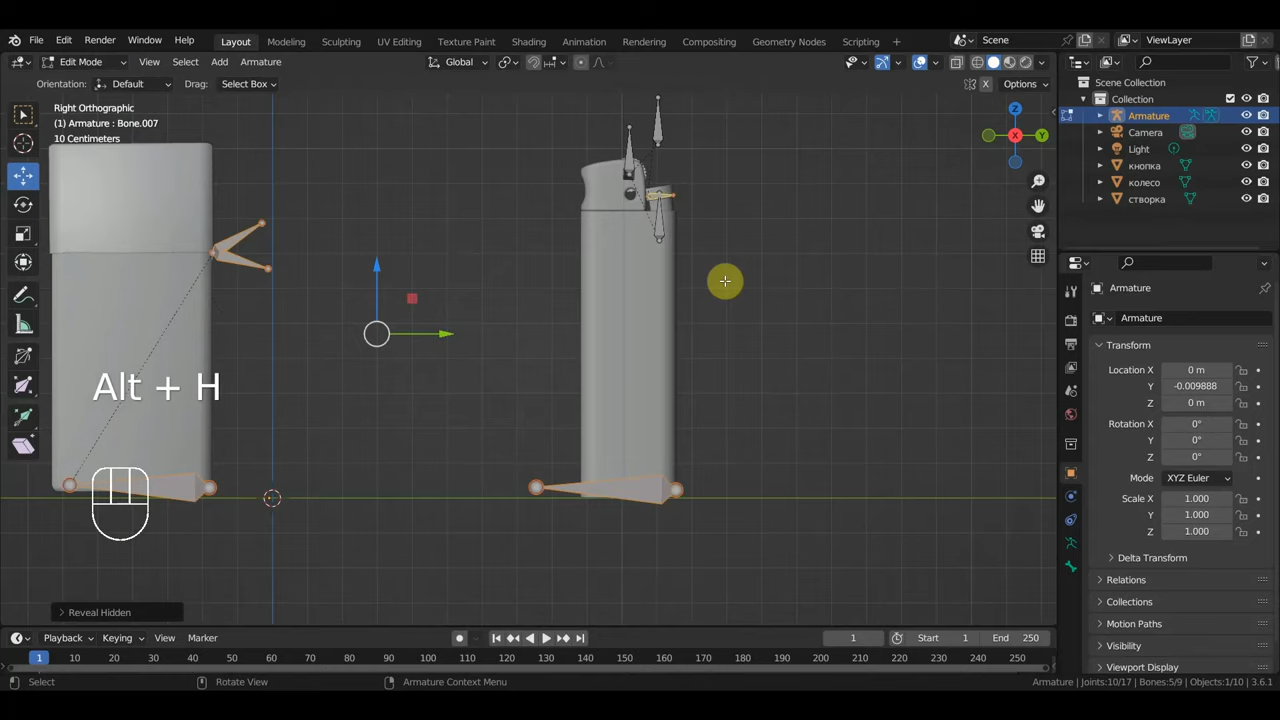 File Edit Render Window Help Layout Modeling Sculpting UV Editing Texture Paint Shading Animation Rendering Compositing Geometry Nodes Scripting + Scene ViewLayer
Edit Mode View Select Add Armature Global Options
Orientation: Default Drag: Select Box X
Right Orthographic
(1) Armature : Bone.007
10 Centimeters
Z
Y
X
Alt + H
Reveal Hidden
Scene Collection
Collection
Armature
Camera
Light
кнопка
колесо
створка
Armature
Armature
Transform
Location X 0 m
Y -0.009888
Z 0 m
Rotation X 0°
Y 0°
Z 0°
Mode XYZ Euler
Scale X 1.000
Y 1.000
Z 1.000
Delta Transform
Relations
Collections
Motion Paths
Visibility
Viewport Display
Playback Keying View Marker 1 Start 1 End 250
1 10 20 30 40 50 60 70 80 90 100 110 120 130 140 150 160 170 180 190 200 210 220 230 240 250
Select Rotate View Armature Context Menu Armature | Joints:10/17 | Bones:5/9 | Objects:1/10 | 3.6.1